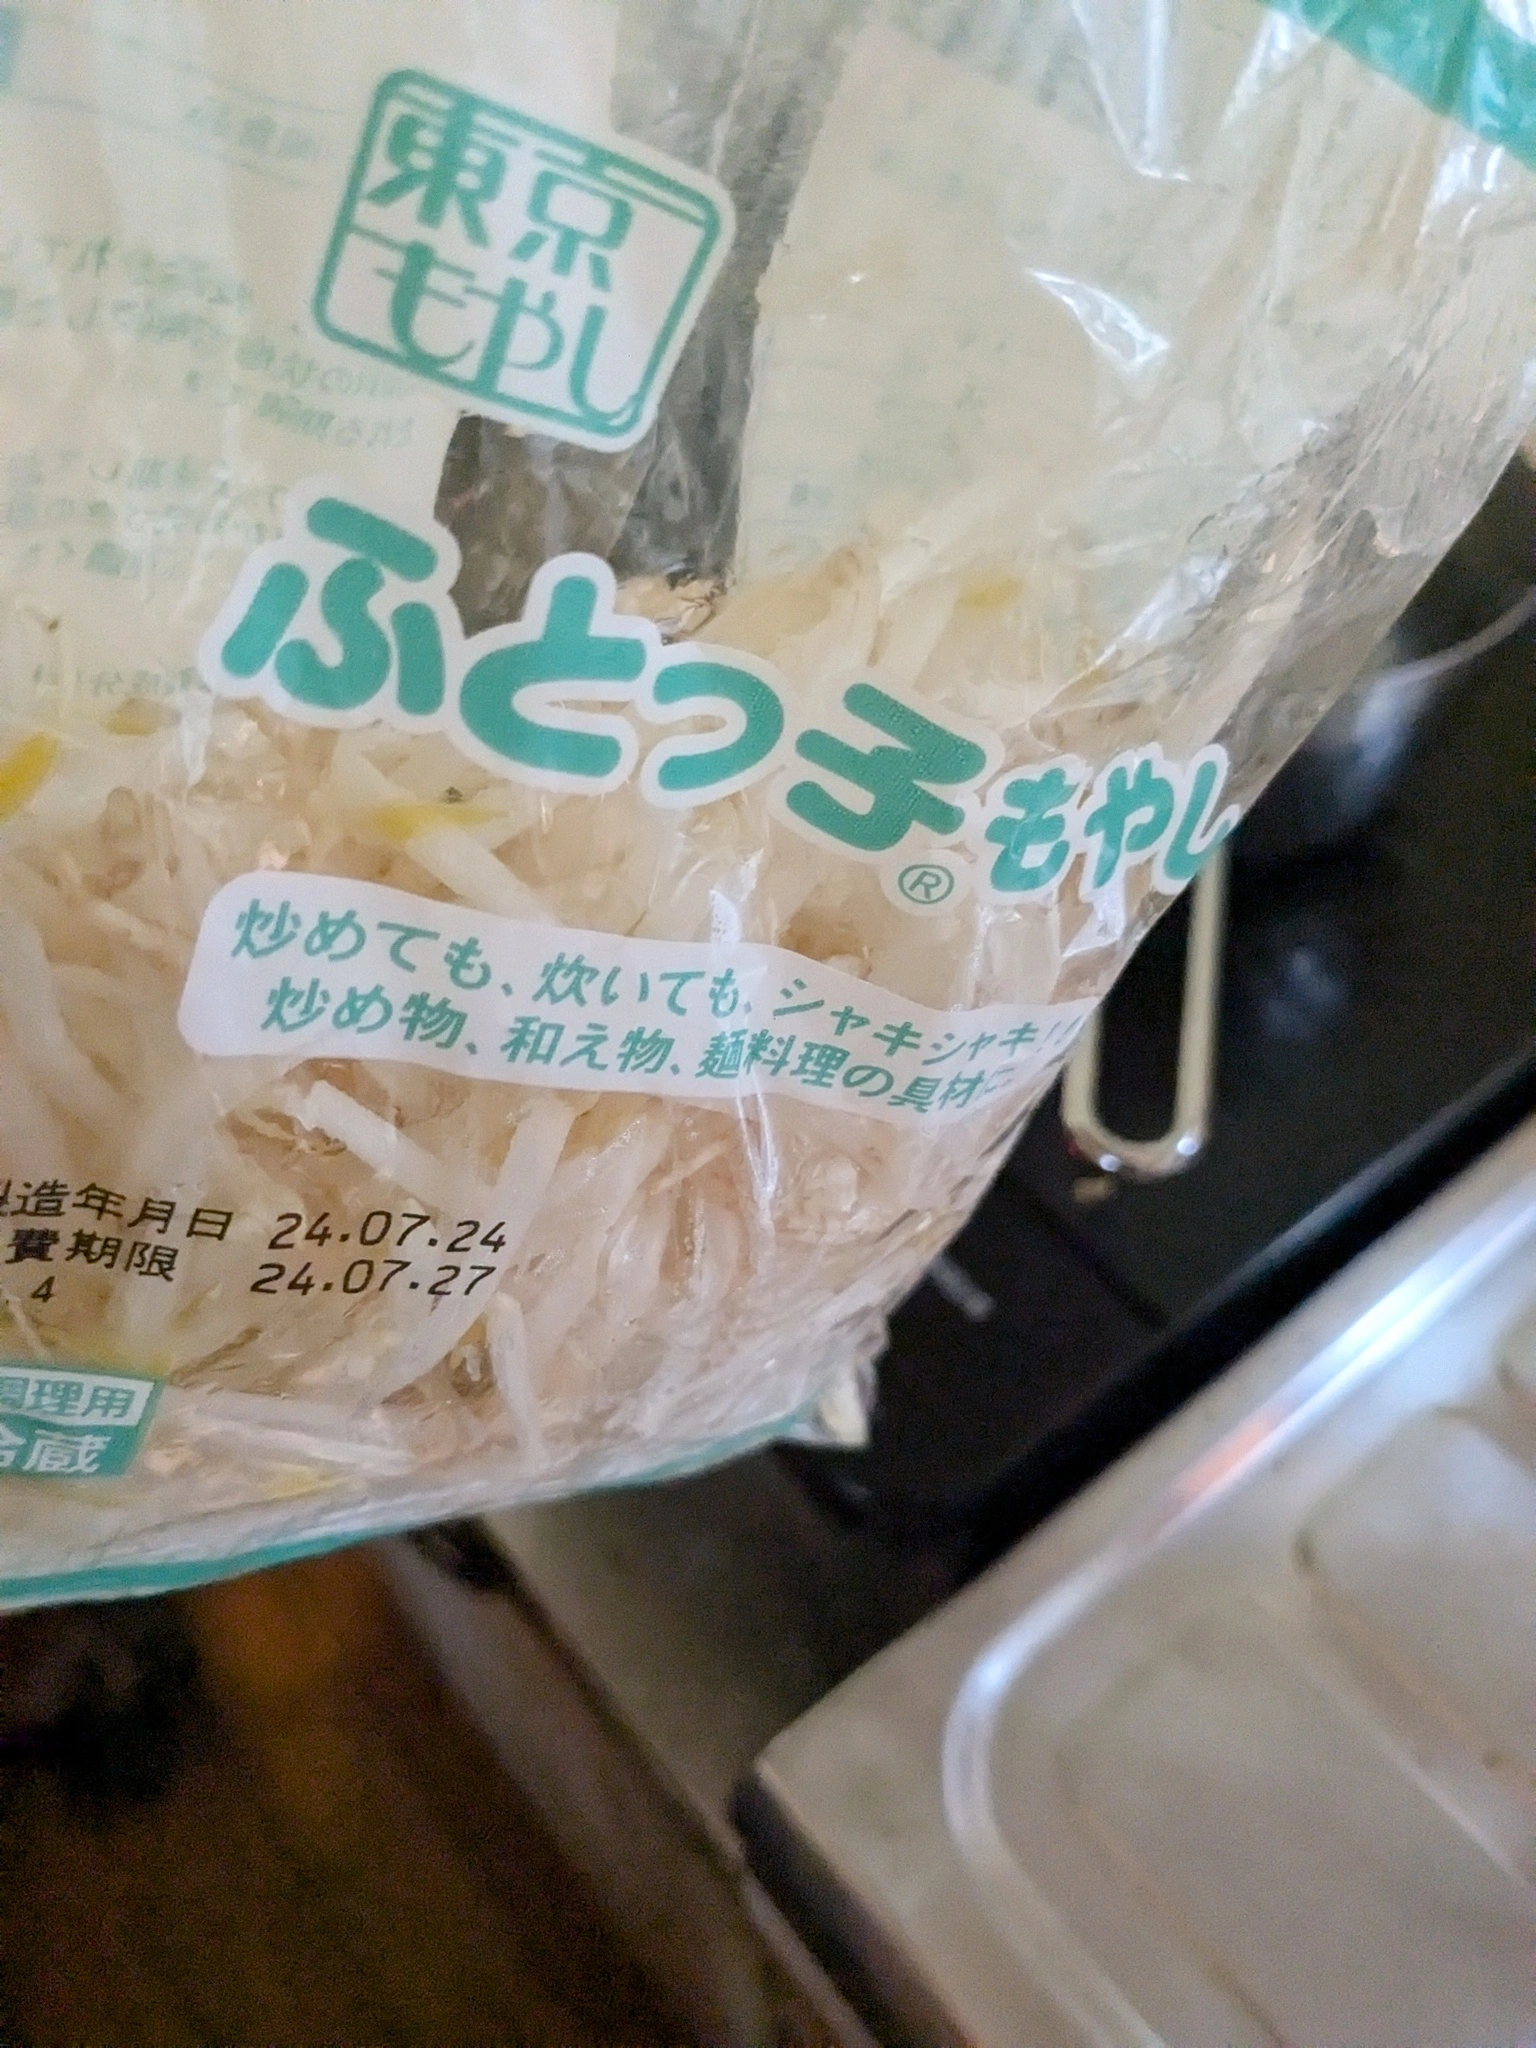 東京
もやし
ふとっ子® もやし
炒めても、炊いても、シャキシャキ!!
炒め物、和え物、麺料理の具材に
造年月日 24.07.24
費期限 24.07.27
4
調理用
冷蔵